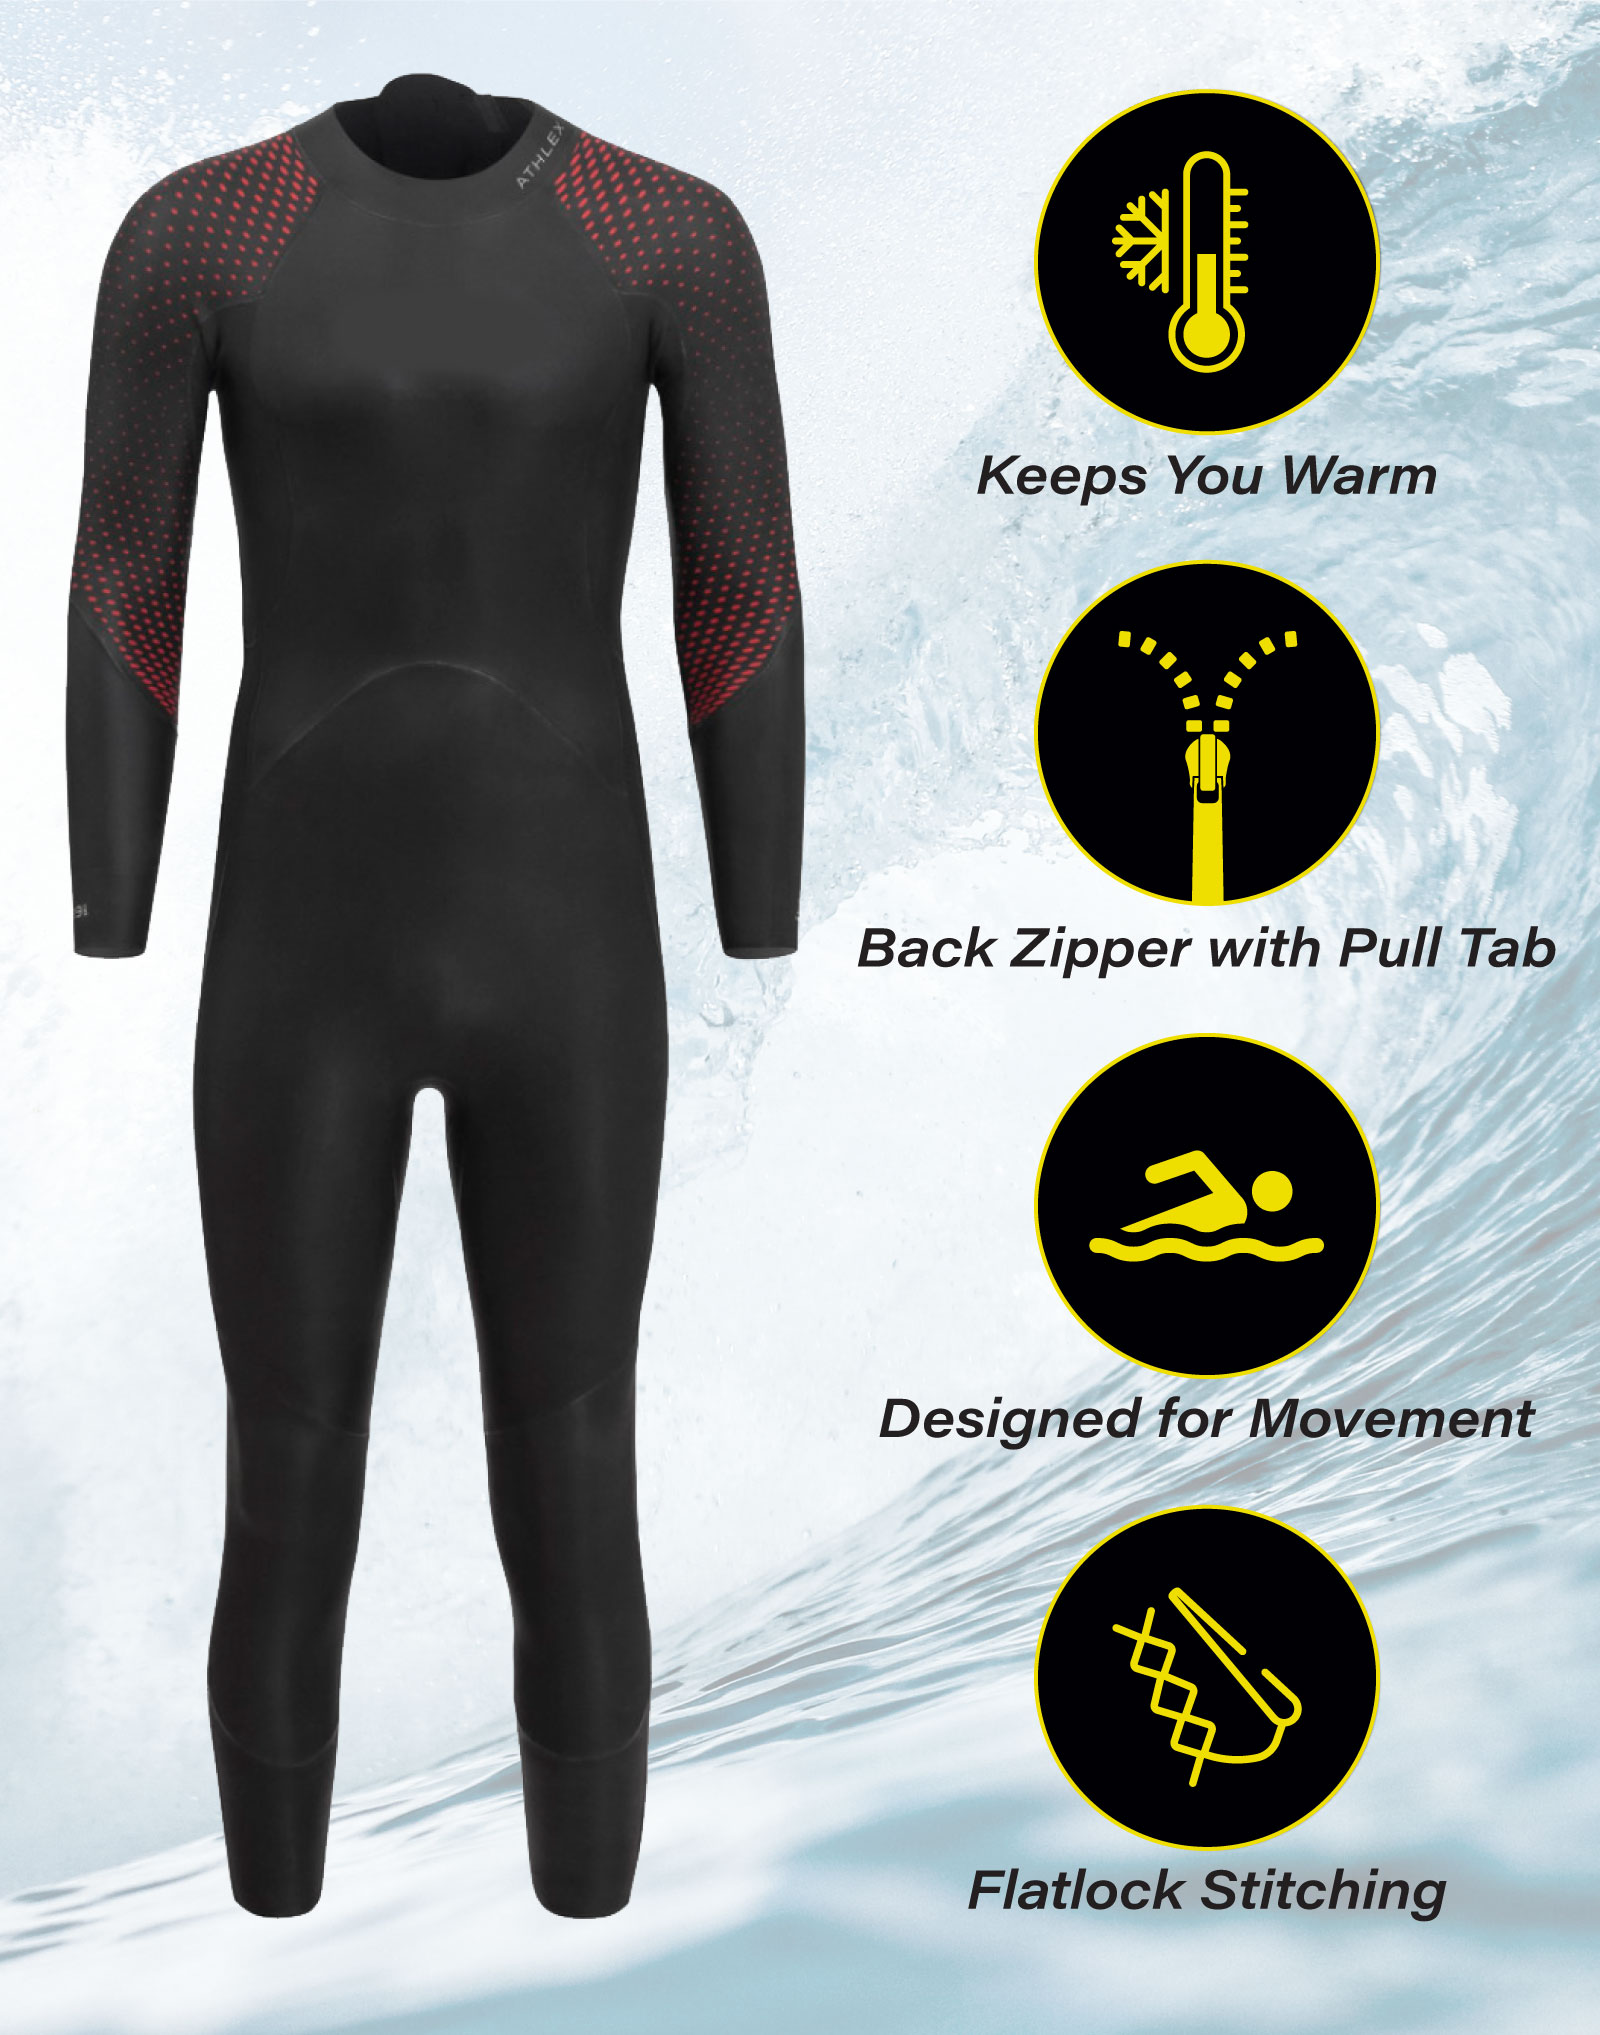 ATHLEX
Keeps You Warm
Back Zipper with Pull Tab
Designed for Movement
Flatlock Stitching